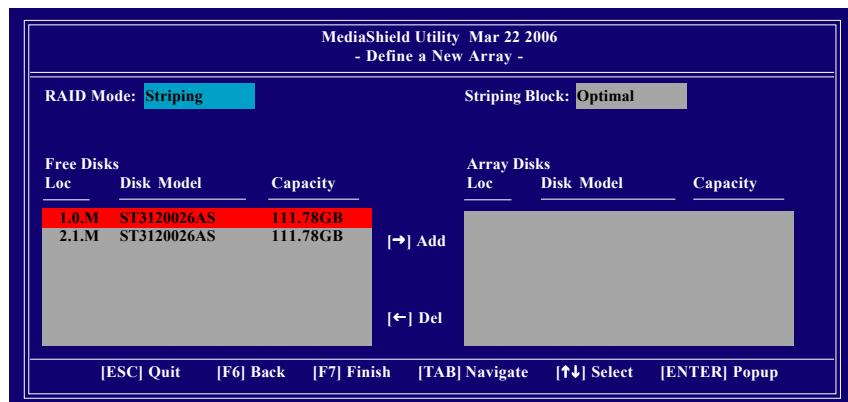 MediaShield Utility Mar 22 2006
- Define a New Array -
RAID Mode: Striping Striping Block: Optimal
Free Disks Array Disks
Loc Disk Model Capacity Loc Disk Model Capacity
1.0.M ST3120026AS 111.78GB
2.1.M ST3120026AS 111.78GB
[→] Add
[←] Del
[ESC] Quit [F6] Back [F7] Finish [TAB] Navigate [↑↓] Select [ENTER] Popup